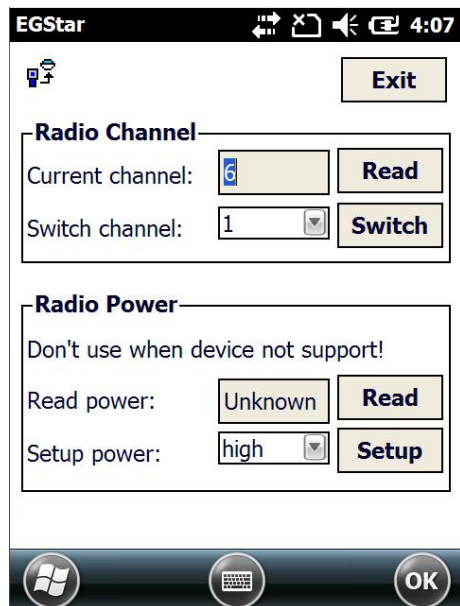 EGStar 4:07
Exit
Radio Channel
Current channel: 6 Read
Switch channel: 1 Switch
Radio Power
Don't use when device not support!
Read power: Unknown Read
Setup power: high Setup
OK